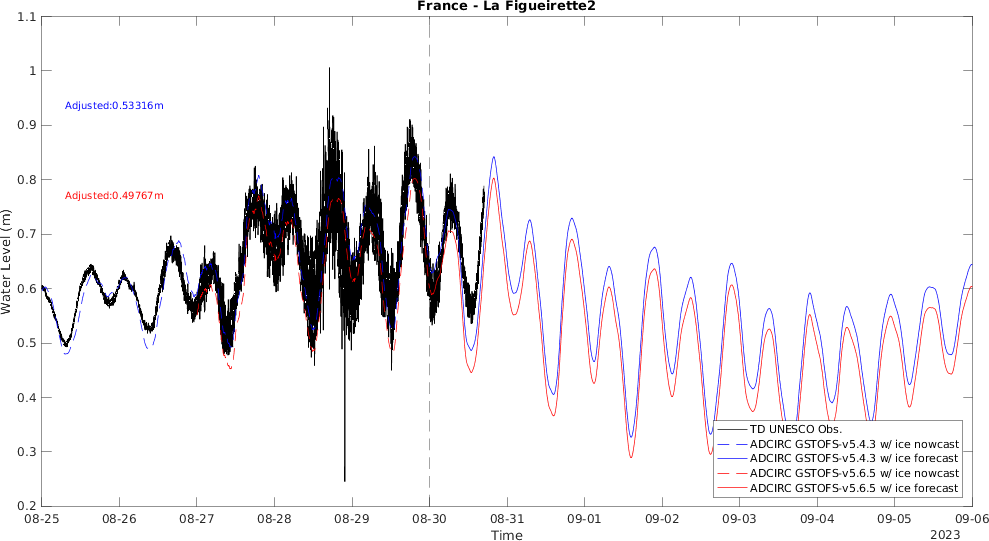 France - La Figueirette2
1.1
1
0.9
0.8
0.7
0.6
0.5
0.4
0.3
0.2
Water Level (m)
Adjusted:0.53316m
Adjusted:0.49767m
TD UNESCO Obs.
ADCIRC GSTOFS-v5.4.3 w/ ice nowcast
ADCIRC GSTOFS-v5.4.3 w/ ice forecast
ADCIRC GSTOFS-v5.6.5 w/ ice nowcast
ADCIRC GSTOFS-v5.6.5 w/ ice forecast
08-25 08-26 08-27 08-28 08-29 08-30 08-31 09-01 09-02 09-03 09-04 09-05 09-06
Time
2023